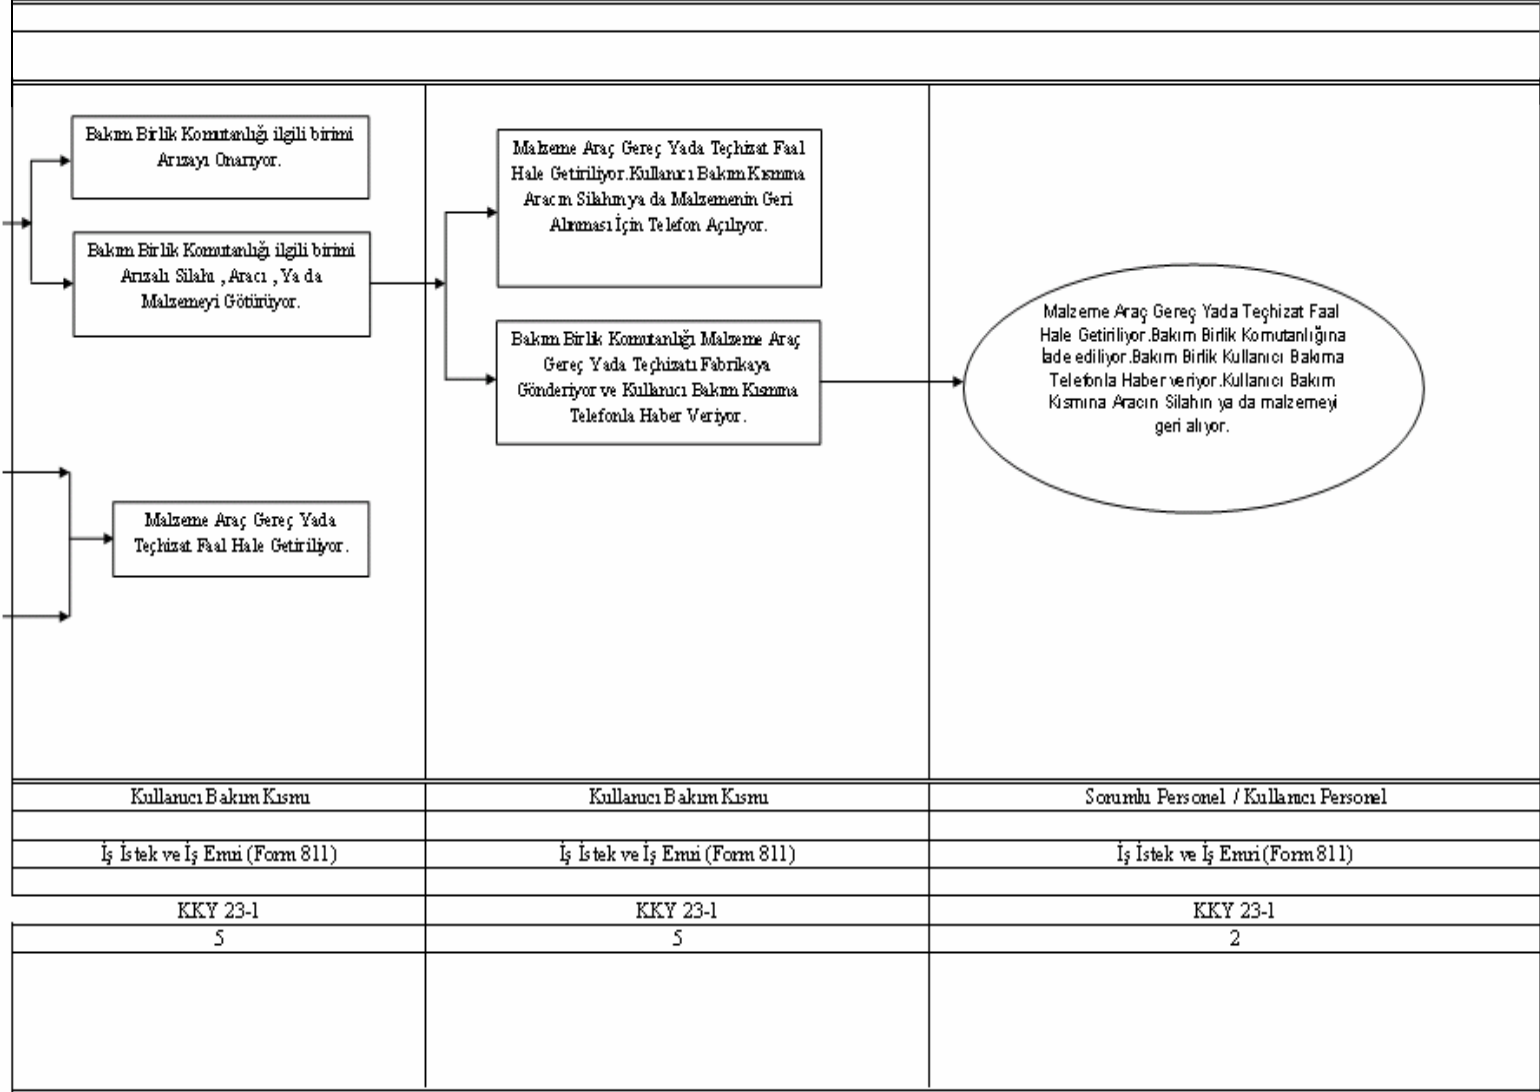 Bakım Birlik Komutanlığı ilgili birimi
Arızayı Onarıyor.
Bakım Birlik Komutanlığı ilgili birimi
Arızalı Silahı , Aracı , Ya da
Malzemeyi Götürüyor.
Malzeme Araç Gereç Yada
Teçhizat Faal Hale Getiriliyor.
Malzeme Araç Gereç Yada Teçhizat Faal
Hale Getiriliyor.Kullanıcı Bakım Kısmına
Aracın Silahın ya da Malzemenin Geri
Alınması İçin Telefon Açılıyor.
Bakım Birlik Komutanlığı Malzeme Araç
Gereç Yada Teçhizatı Fabrikaya
Gönderiyor ve Kullanıcı Bakım Kısmına
Telefonla Haber Veriyor.
Malzeme Araç Gereç Yada Teçhizat Faal
Hale Getiriliyor.Bakım Birlik Komutanlığına
İade ediliyor.Bakım Birlik Kullanıcı Bakıma
Telefonla Haber veriyor.Kullanıcı Bakım
Kısmına Aracın Silahın ya da malzemeyi
geri alıyor.
Kullanıcı Bakım Kısmı
Kullanıcı Bakım Kısmı
Sorumlu Personel / Kullanıcı Personel
İş İstek ve İş Emri (Form 811)
İş İstek ve İş Emri (Form 811)
İş İstek ve İş Emri (Form 811)
KKY 23-1
KKY 23-1
KKY 23-1
5
5
2